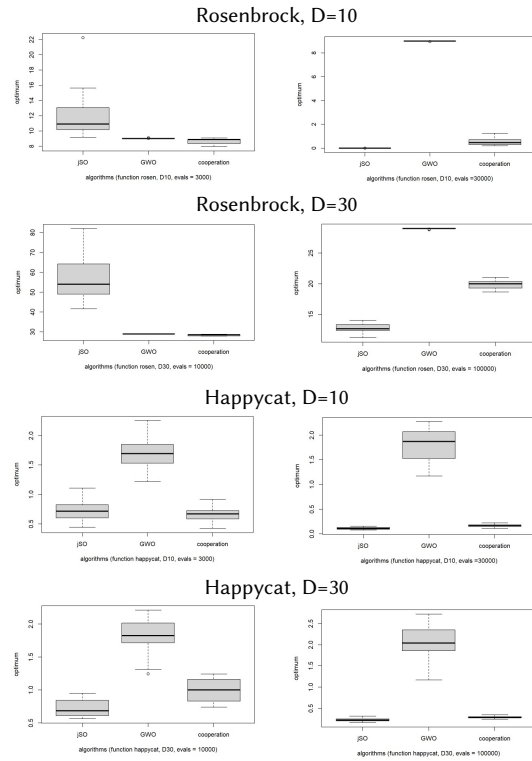 Rosenbrock, D=10
optimum
22
20
18
16
14
12
10
8
jSO
GWO
cooperation
algorithms (function rosen, D10, evals = 3000)
optimum
8
6
4
2
0
jSO
GWO
cooperation
algorithms (function rosen, D10, evals =30000)
Rosenbrock, D=30
optimum
80
70
60
50
40
30
jSO
GWO
cooperation
algorithms (function rosen, D30, evals = 10000)
optimum
25
20
15
jSO
GWO
cooperation
algorithms (function rosen, D30, evals = 100000)
Happycat, D=10
optimum
2.0
1.5
1.0
0.5
jSO
GWO
cooperation
algorithms (function happycat, D10, evals = 3000)
optimum
2.0
1.5
1.0
0.5
0.0
jSO
GWO
cooperation
algorithms (function happycat, D10, evals =30000)
Happycat, D=30
optimum
2.0
1.5
1.0
0.5
jSO
GWO
cooperation
algorithms (function happycat, D30, evals = 10000)
optimum
2.5
2.0
1.5
1.0
0.5
jSO
GWO
cooperation
algorithms (function happycat, D30, evals = 100000)